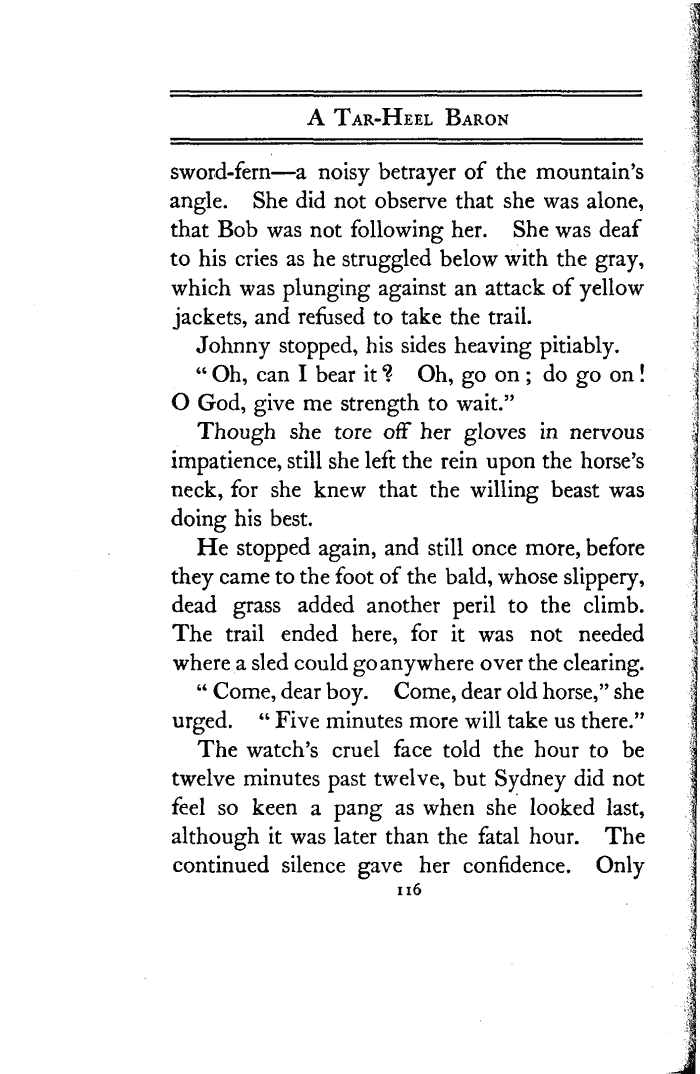 A Tar-Heel Baron
sword-fern—a noisy betrayer of the mountain's
angle. She did not observe that she was alone,
that Bob was not following her. She was deaf
to his cries as he struggled below with the gray,
which was plunging against an attack of yellow
jackets, and refused to take the trail.
Johnny stopped, his sides heaving pitiably.
"Oh, can I bear it? Oh, go on; do go on!
O God, give me strength to wait."
Though she tore off her gloves in nervous
impatience, still she left the rein upon the horse's
neck, for she knew that the willing beast was
doing his best.
He stopped again, and still once more, before
they came to the foot of the bald, whose slippery,
dead grass added another peril to the climb.
The trail ended here, for it was not needed
where a sled could go anywhere over the clearing.
"Come, dear boy. Come, dear old horse," she
urged. "Five minutes more will take us there."
The watch's cruel face told the hour to be
twelve minutes past twelve, but Sydney did not
feel so keen a pang as when she looked last,
although it was later than the fatal hour. The
continued silence gave her confidence. Only
116